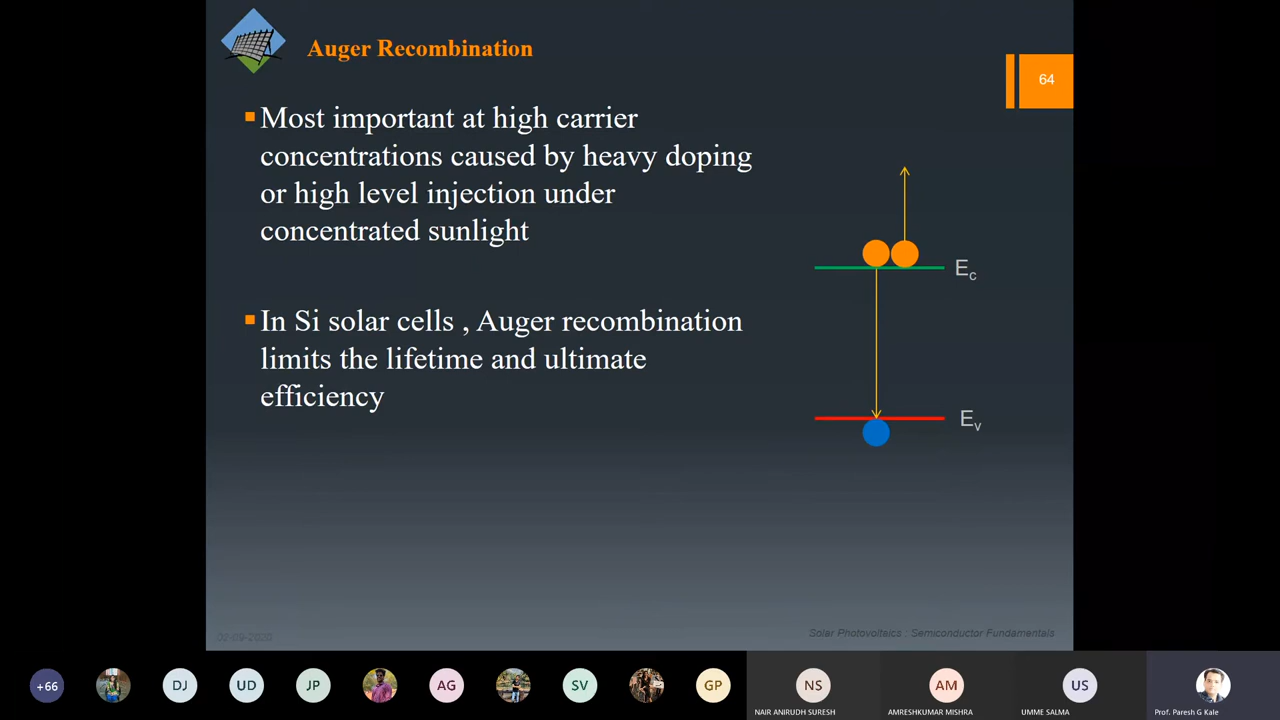 Auger Recombination
64
Most important at high carrier
concentrations caused by heavy doping
or high level injection under
concentrated sunlight
In Si solar cells , Auger recombination
limits the lifetime and ultimate
efficiency
Ec
Ev
Solar Photovoltaics : Semiconductor Fundamentals
+66
DJ
UD
JP
AG
SV
GP
NS
AM
US
NAIR ANIRUDH SURESH
AMRESHKUMAR MISHRA
UMME SALMA
Prof. Paresh G Kale